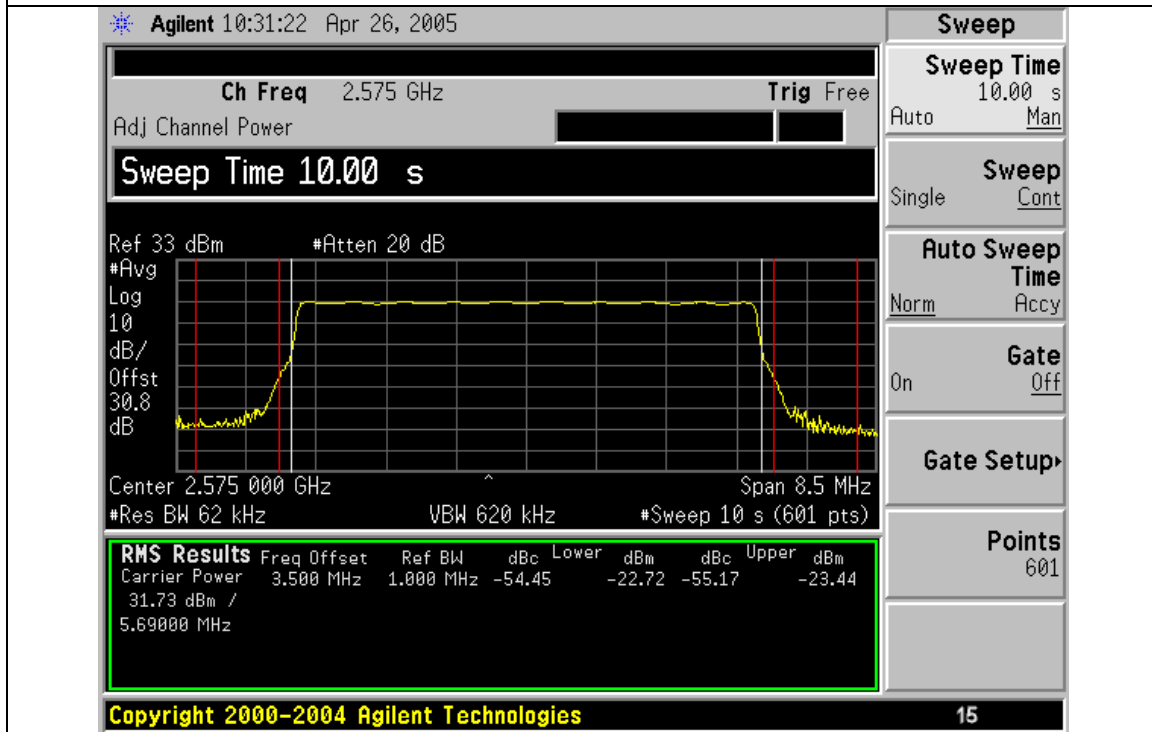 Agilent 10:31:22 Apr 26, 2005
Ch Freq 2.575 GHz Trig Free
Adj Channel Power
Sweep Time 10.00 s
Ref 33 dBm #Atten 20 dB
#Avg
Log
10
dB/
Offst
30.8
dB
Center 2.575 000 GHz ^ Span 8.5 MHz
#Res BW 62 kHz VBW 620 kHz #Sweep 10 s (601 pts)
RMS Results Freq Offset Ref BW dBc Lower dBm dBc Upper dBm
Carrier Power 3.500 MHz 1.000 MHz -54.45 -22.72 -55.17 -23.44
31.73 dBm /
5.69000 MHz
Copyright 2000-2004 Agilent Technologies
Sweep
Sweep Time
10.00 s
Auto Man
Sweep
Single Cont
Auto Sweep
Time
Norm Accy
Gate
On Off
Gate Setup▸
Points
601
15